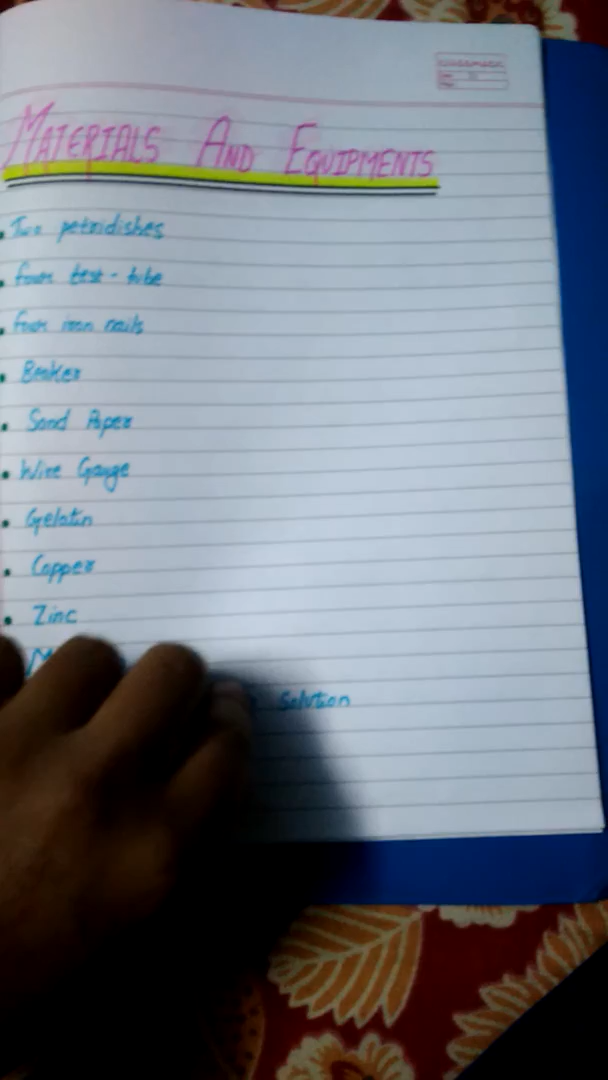 MATERIALS AND EQUIPMENTS
• Two petridishes
• four test-tube
• four iron nails
• Beaker
• Sand Paper
• Wire Gauge
• Gelatin
• Copper
• Zinc
Solution